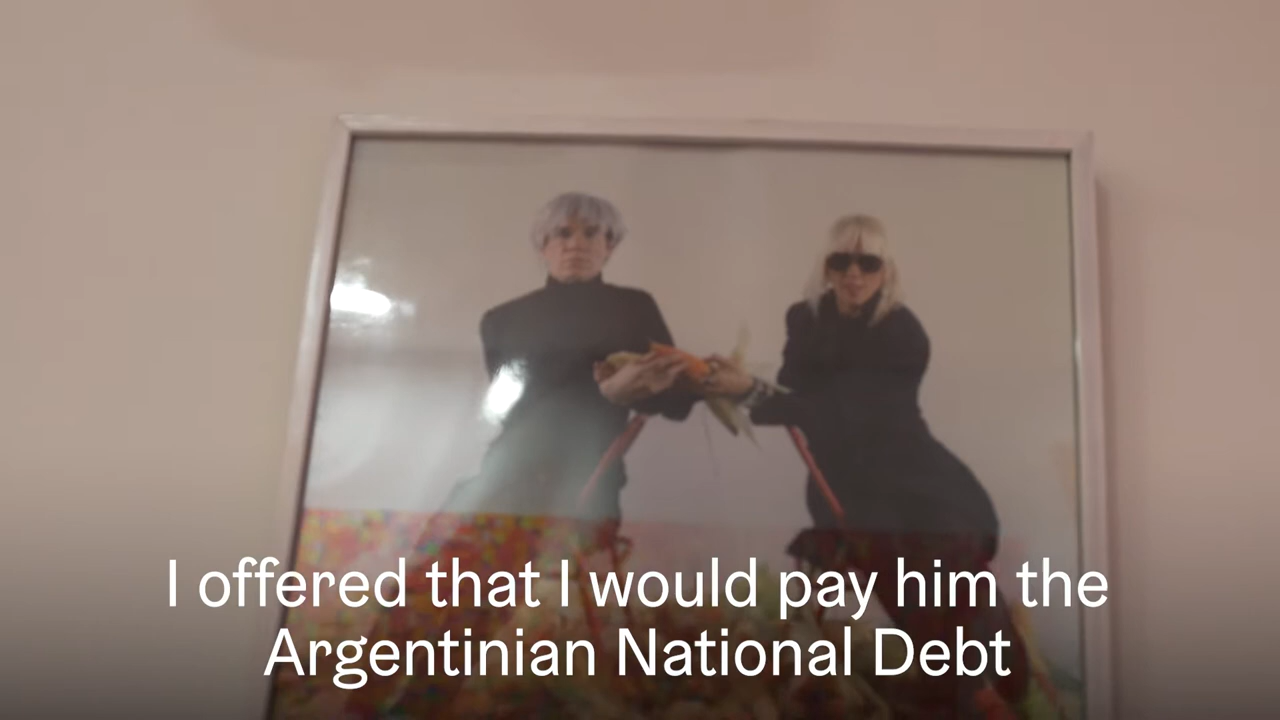 I offered that I would pay him the
Argentinian National Debt